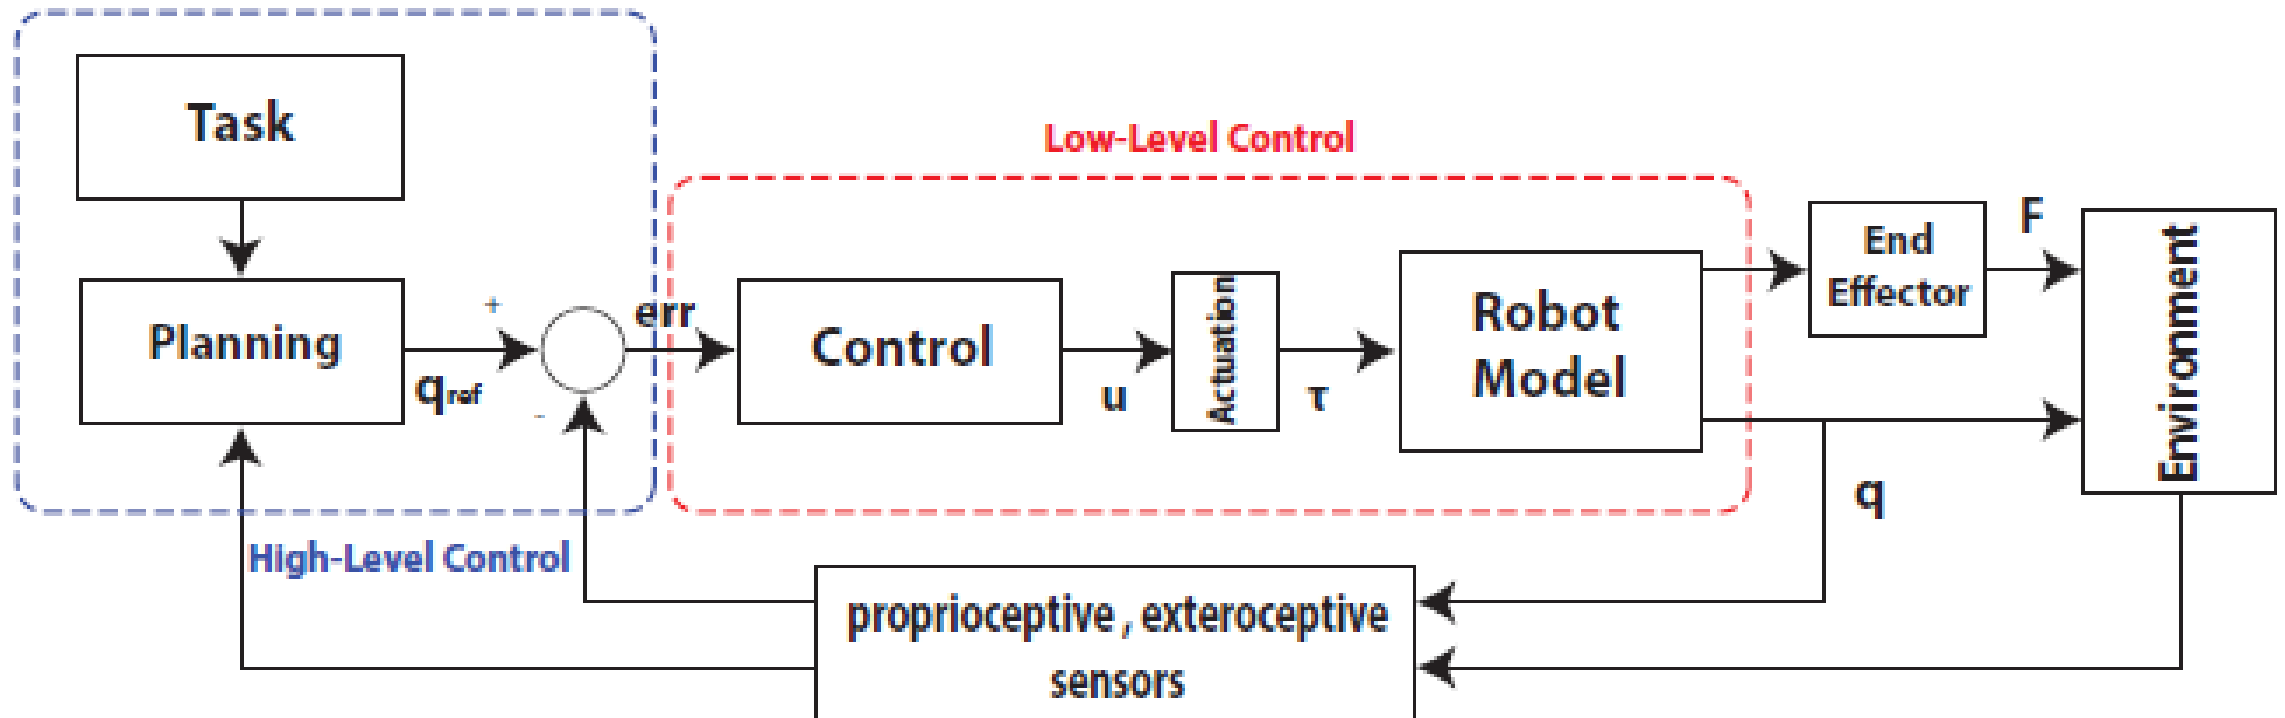 Task
Low-Level Control
End
Effector
F
Environment
Planning
+
-
qref
err
Control
u
Actuation
τ
Robot
Model
q
High-Level Control
proprioceptive , exteroceptive
sensors